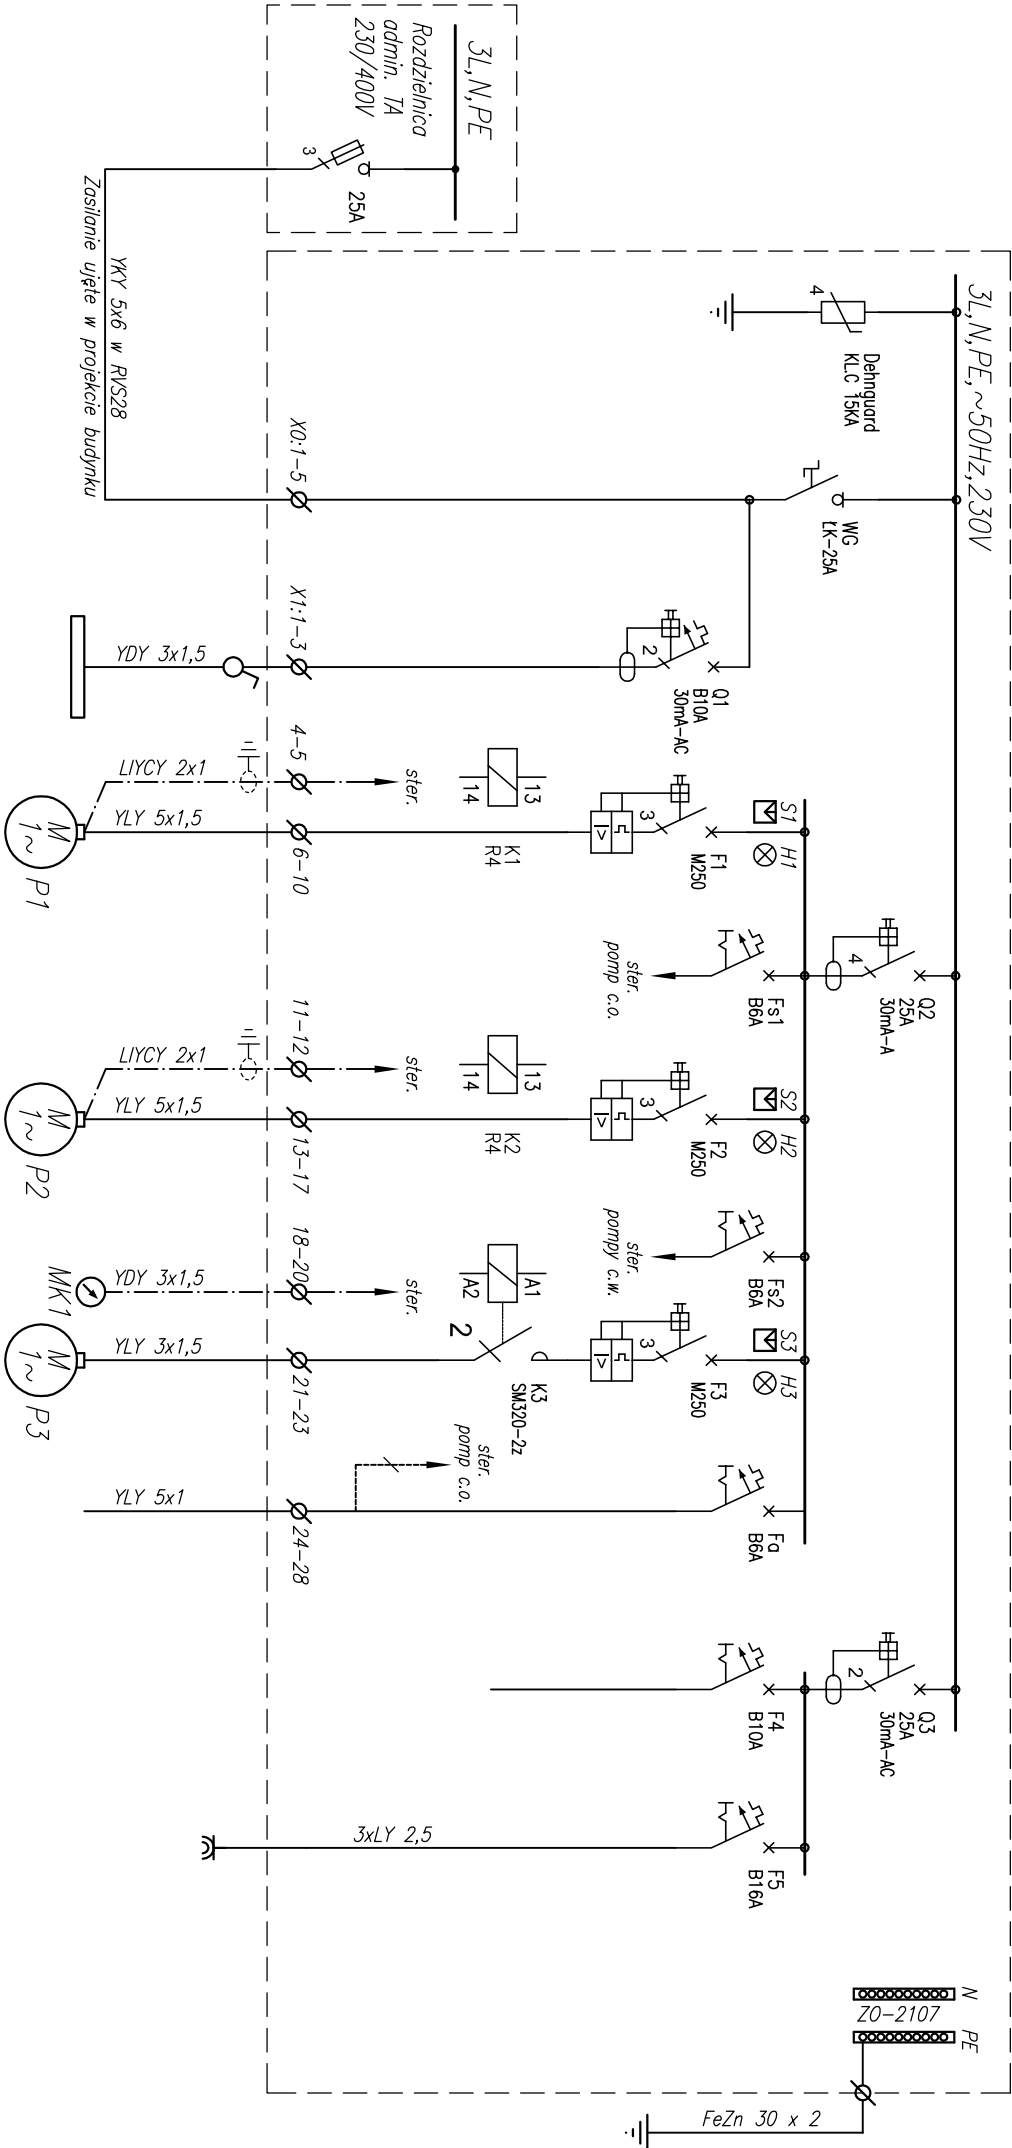 3L,N,PE
Rozdzielnica
admin. TA
230/400V
25A
3
YKY 5x6 w RVS28
Zasilanie ujęte w projekcie budynku
3L,N,PE,~50Hz,230V
4
Dehnguard
KL.C 15KA
WG
ŁK-25A
X0:1-5
Q1
B10A
30mA-AC
2
X1:1-3
YDY 3x1,5
Q2
25A
30mA-A
4
S1
H1
F1
M250
3
13
14
K1
R4
ster.
4-5
6-10
LIYCY 2x1
YLY 5x1,5
M
1~
P1
Fs1
B6A
ster.
pomp c.o.
S2
H2
F2
M250
3
13
14
K2
R4
ster.
11-12
13-17
LIYCY 2x1
YLY 5x1,5
M
1~
P2
Fs2
B6A
ster.
pompy c.w.
S3
H3
F3
M250
3
A1
A2
2
K3
SM320-2z
ster.
18-20
21-23
YDY 3x1,5
YLY 3x1,5
MK1
M
1~
P3
Fa
B6A
ster.
pomp c.o.
24-28
YLY 5x1
Q3
25A
30mA-AC
2
F4
B10A
F5
B16A
3xLY 2,5
N
ZO-2107
PE
FeZn 30 x 2